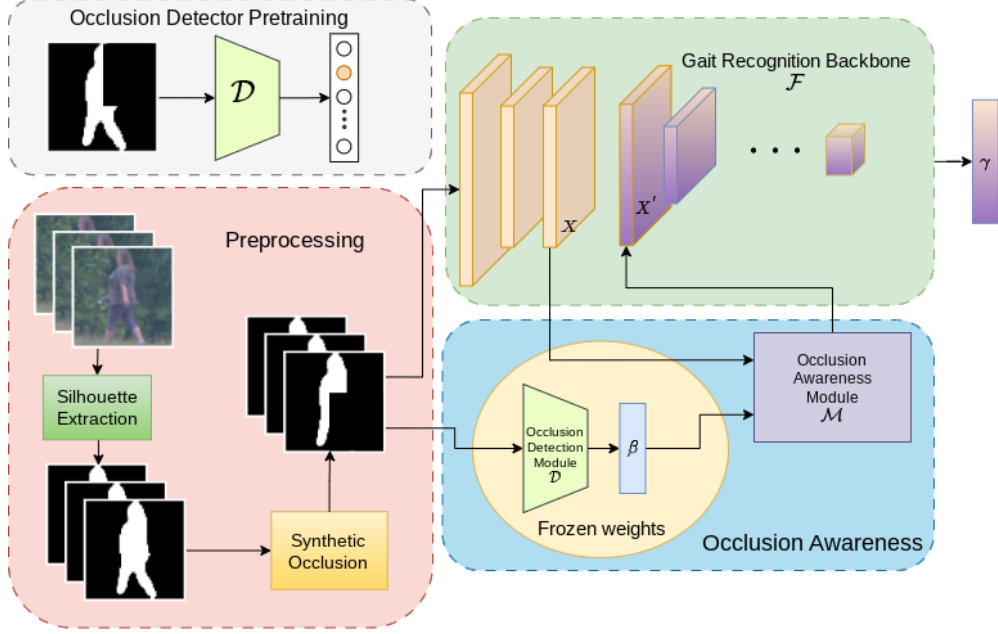 Occlusion Detector Pretraining
𝒟
Gait Recognition Backbone
ℱ
X
X'
γ
Preprocessing
Silhouette
Extraction
Synthetic
Occlusion
Occlusion
Detection
Module
𝒟
β
Frozen weights
Occlusion
Awareness
Module
ℳ
Occlusion Awareness